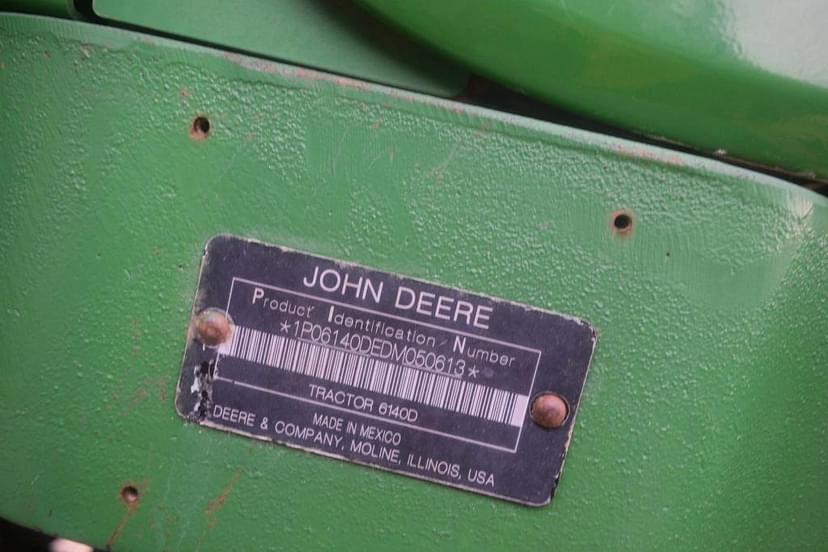 JOHN DEERE
Product Identification Number
*1P06140DEDM050613*
TRACTOR 6140D
MADE IN MEXICO
DEERE & COMPANY, MOLINE, ILLINOIS, USA